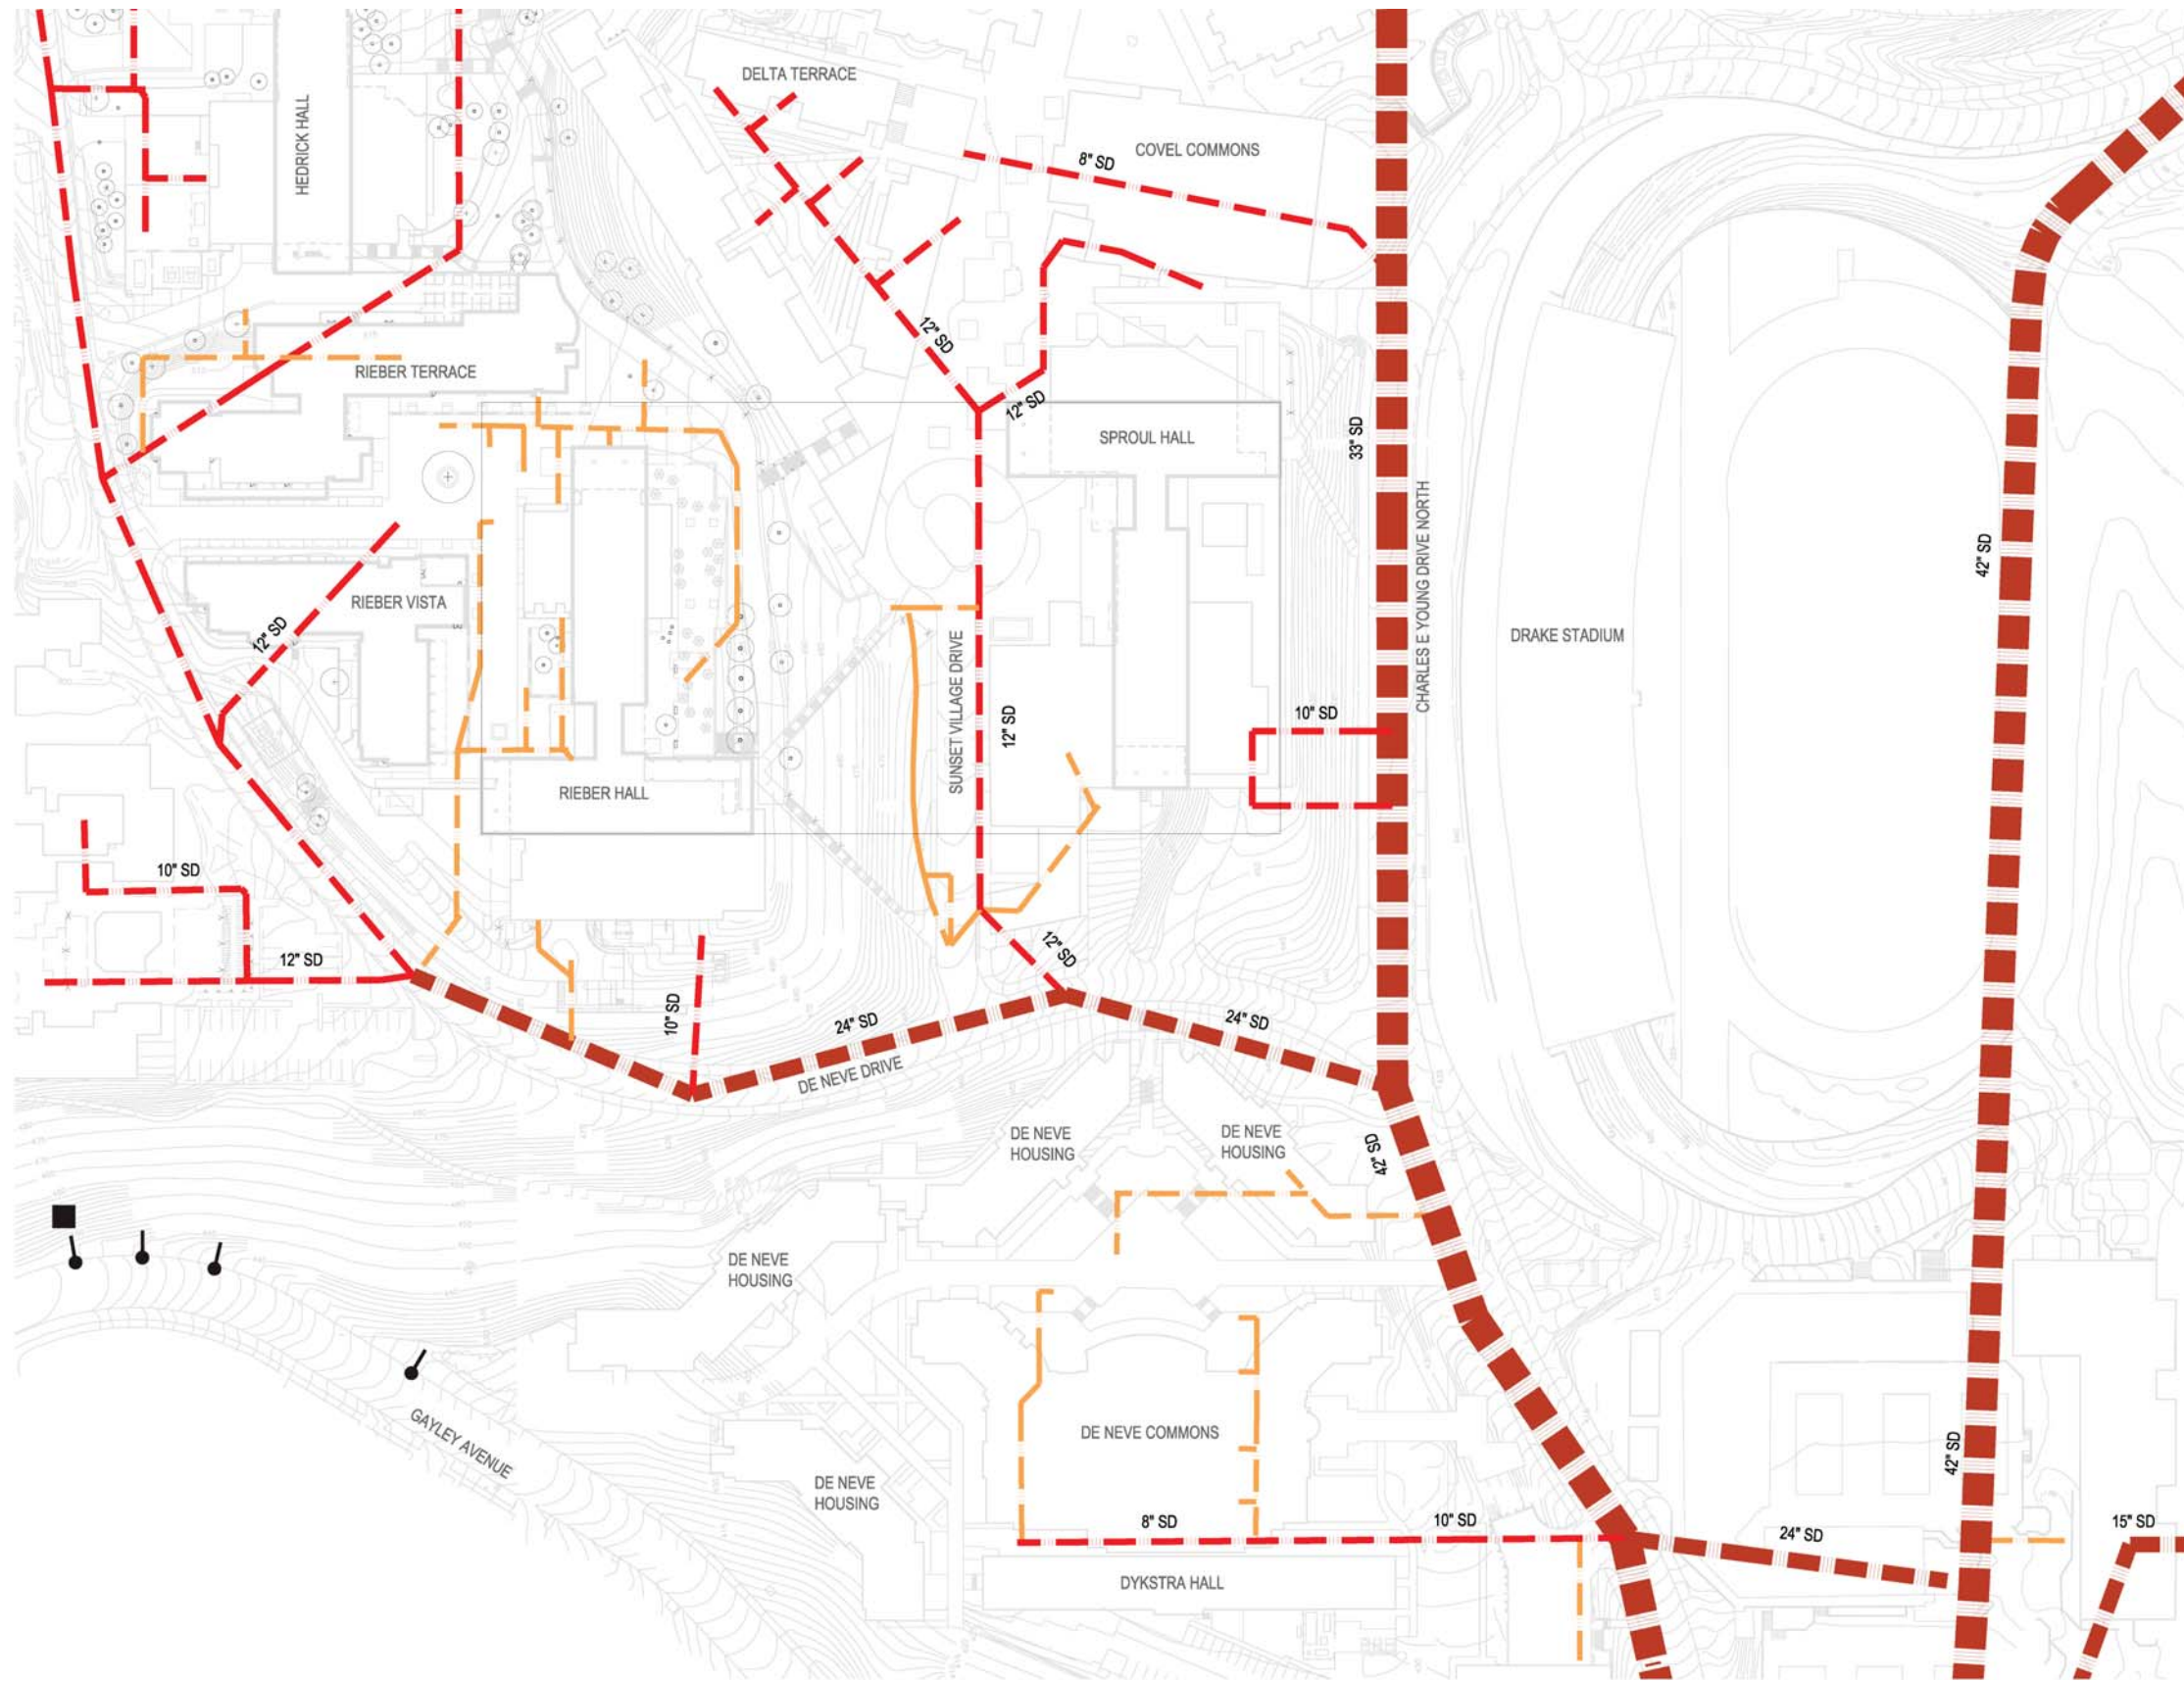 DELTA TERRACE
HEDRICK HALL
8" SD
COVEL COMMONS
12" SD
RIEBER TERRACE
12" SD
SPROUL HALL
33" SD
CHARLES E YOUNG DRIVE NORTH
42" SD
RIEBER VISTA
12" SD
DRAKE STADIUM
SUNSET VILLAGE DRIVE
12" SD
10" SD
RIEBER HALL
10" SD
12" SD
12" SD
10" SD
24" SD
24" SD
DE NEVE DRIVE
DE NEVE
HOUSING
DE NEVE
HOUSING
42" SD
DE NEVE
HOUSING
GAYLEY AVENUE
DE NEVE COMMONS
42" SD
DE NEVE
HOUSING
8" SD
10" SD
24" SD
15" SD
DYKSTRA HALL